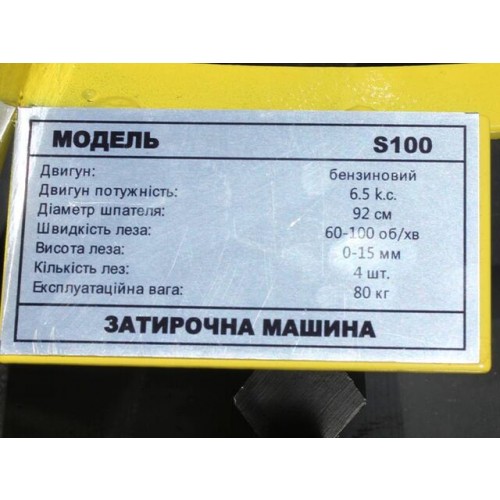 МОДЕЛЬ S100
Двигун: бензиновий
Двигун потужність: 6.5 k.c.
Діаметр шпателя: 92 см
Швидкість леза: 60-100 об/хв
Висота леза: 0-15 мм
Кількість лез: 4 шт.
Експлуатаційна вага: 80 кг
ЗАТИРОЧНА МАШИНА